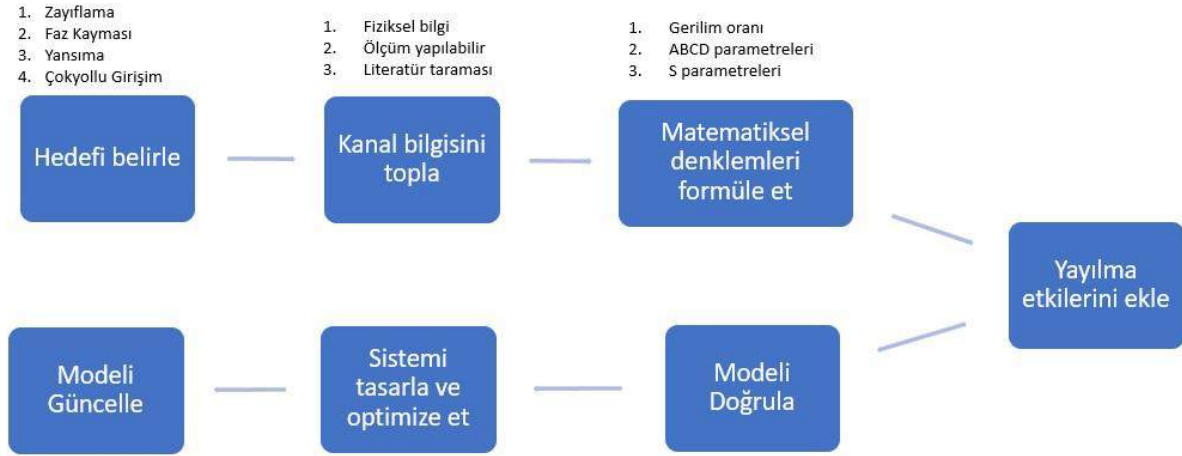 1. Zayıflama
2. Faz Kayması
3. Yansıma
4. Çokyollu Girişim
1. Fiziksel bilgi
2. Ölçüm yapılabilir
3. Literatür taraması
1. Gerilim oranı
2. ABCD parametreleri
3. S parametreleri
Hedefi belirle
Kanal bilgisini
topla
Matematiksel
denklemleri
formüle et
Yayılma
etkilerini ekle
Modeli
Doğrula
Sistemi
tasarla ve
optimize et
Modeli
Güncelle